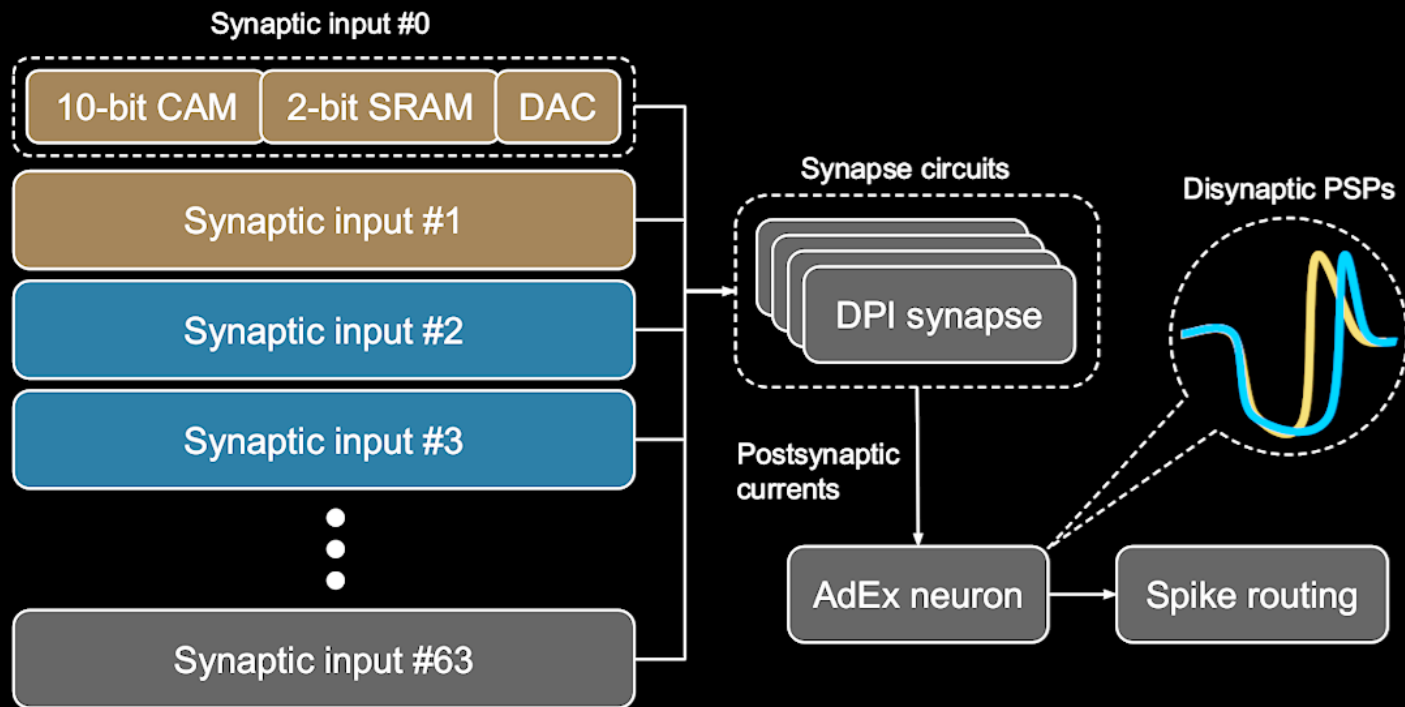 Synaptic input #0
10-bit CAM
2-bit SRAM
DAC
Synaptic input #1
Synaptic input #2
Synaptic input #3
Synaptic input #63
Synapse circuits
DPI synapse
Postsynaptic
currents
Disynaptic PSPs
AdEx neuron
Spike routing